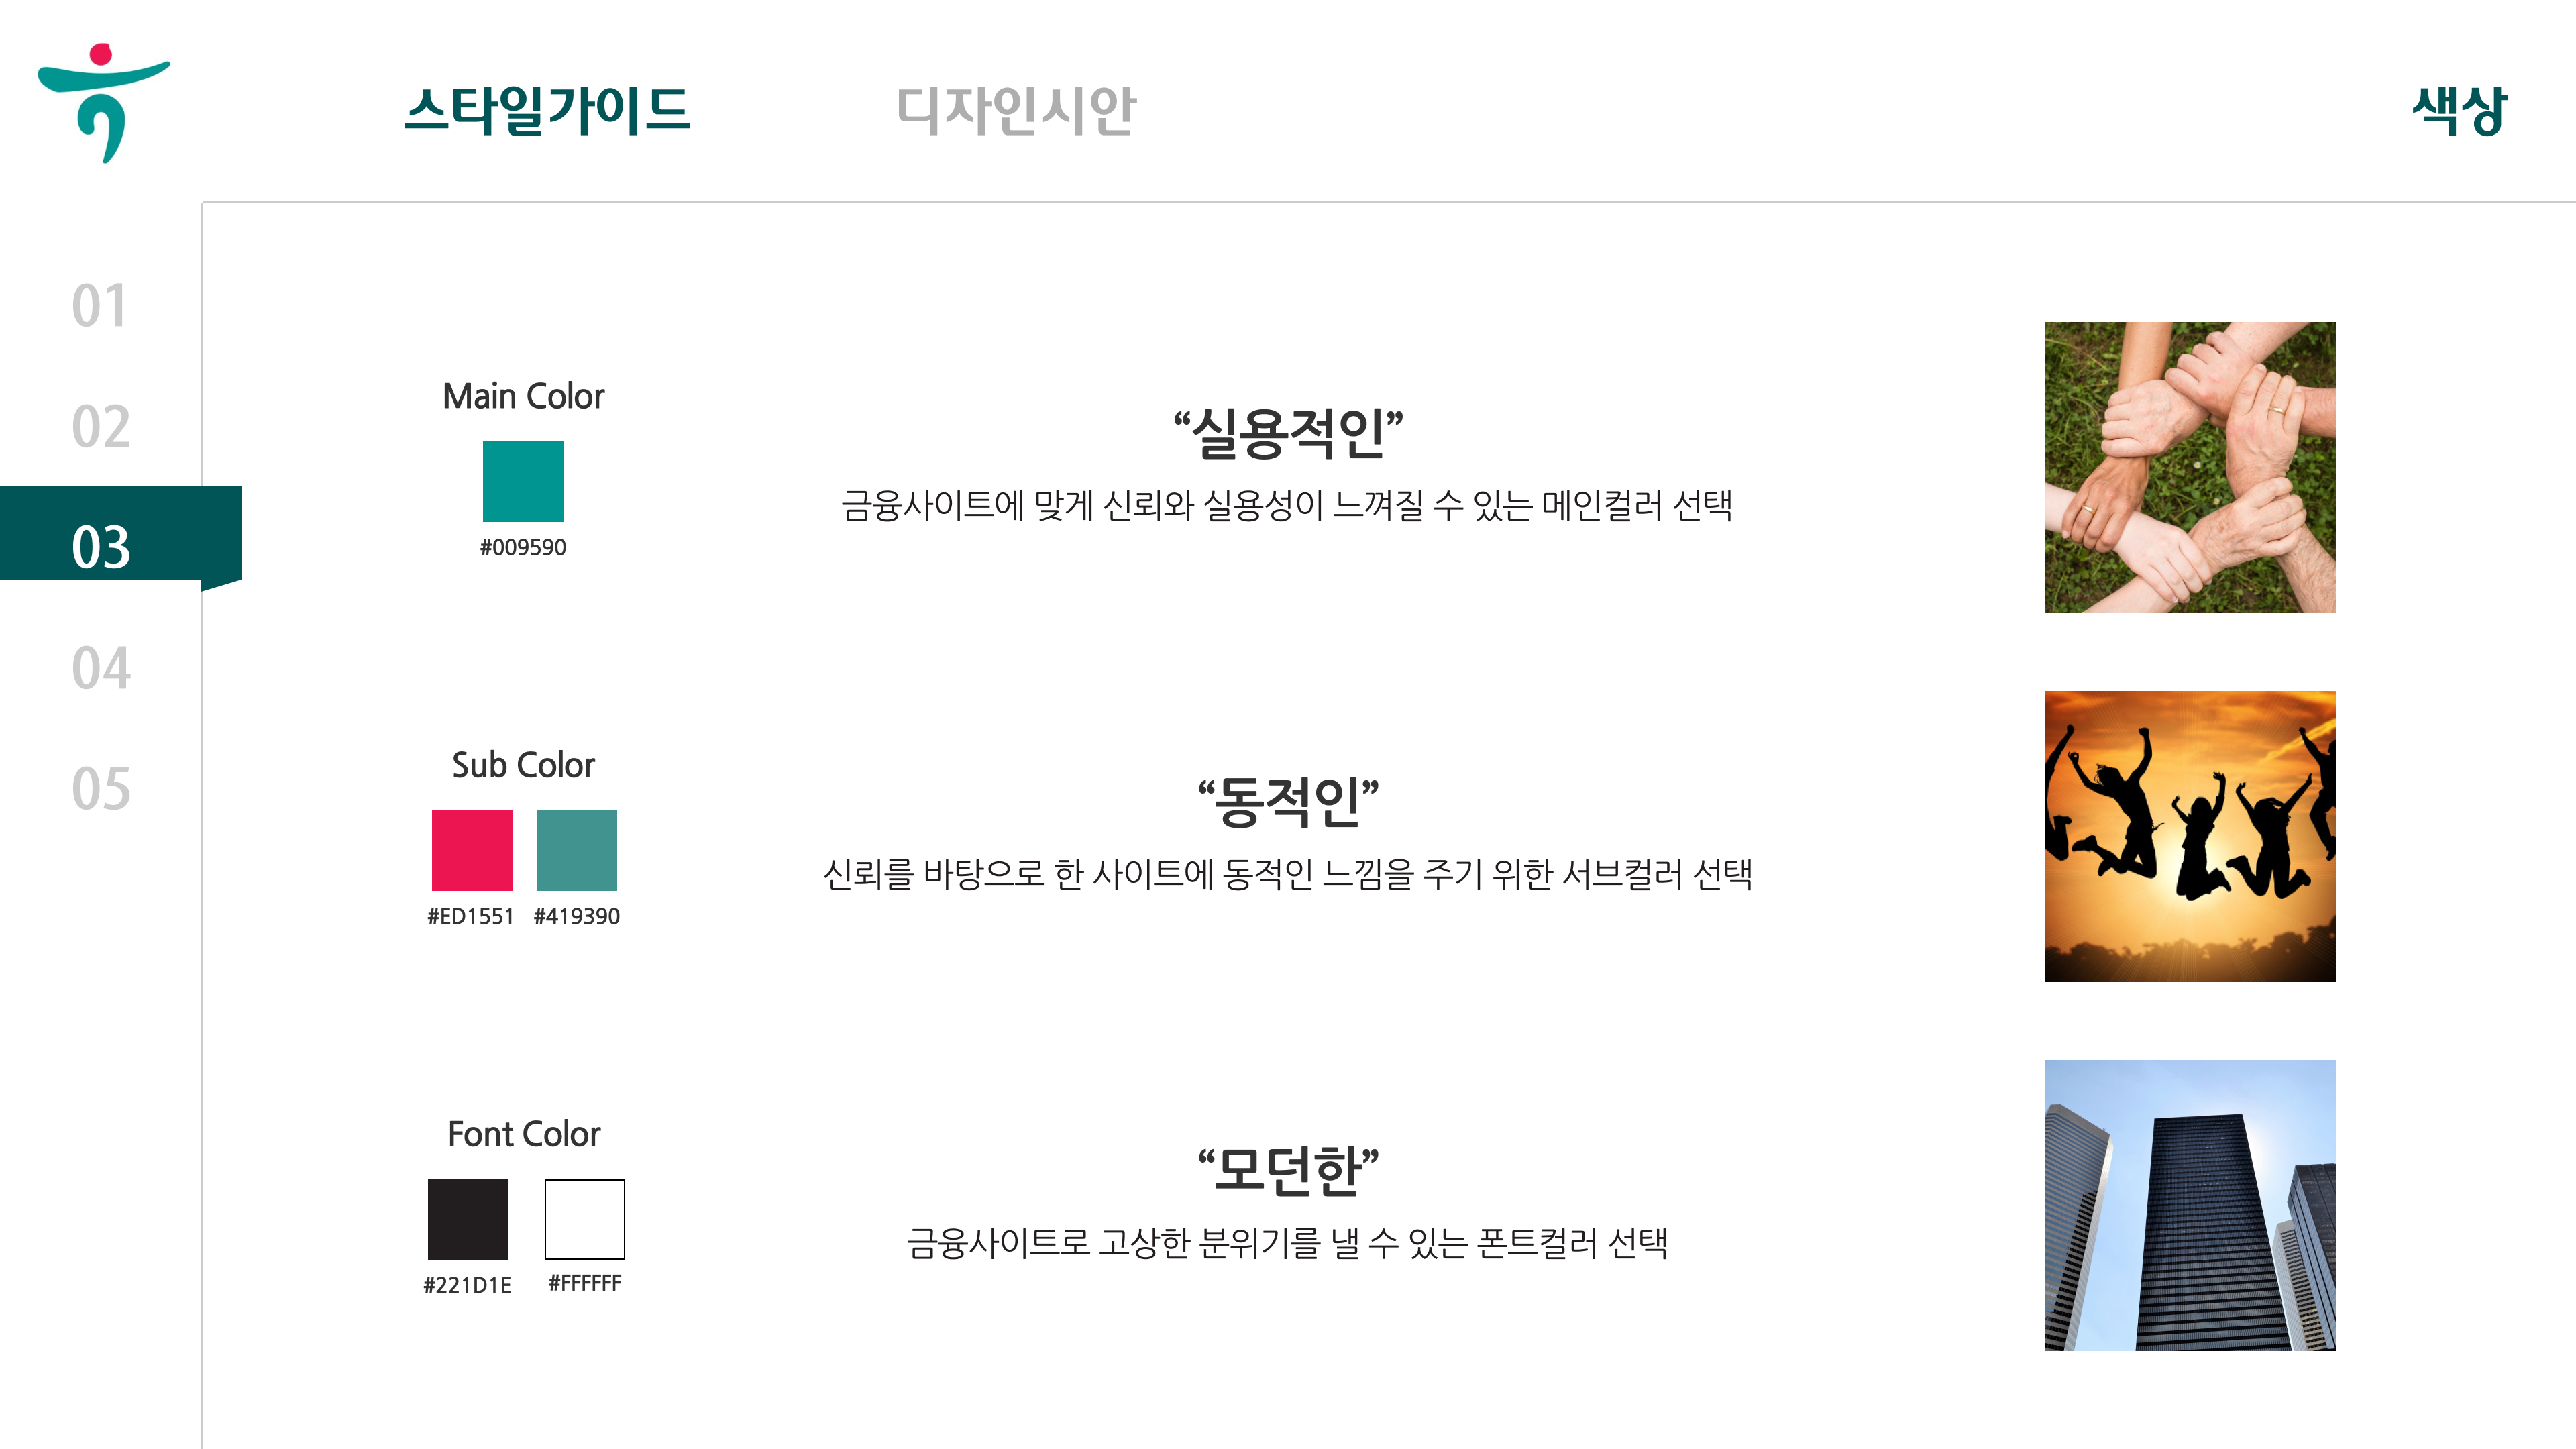 스타일가이드
디자인시안
색상
01
02
03
04
05
Main Color
#009590
“실용적인”
금융사이트에 맞게 신뢰와 실용성이 느껴질 수 있는 메인컬러 선택
Sub Color
#ED1551 #419390
“동적인”
신뢰를 바탕으로 한 사이트에 동적인 느낌을 주기 위한 서브컬러 선택
Font Color
#221D1E #FFFFFF
“모던한”
금융사이트로 고상한 분위기를 낼 수 있는 폰트컬러 선택